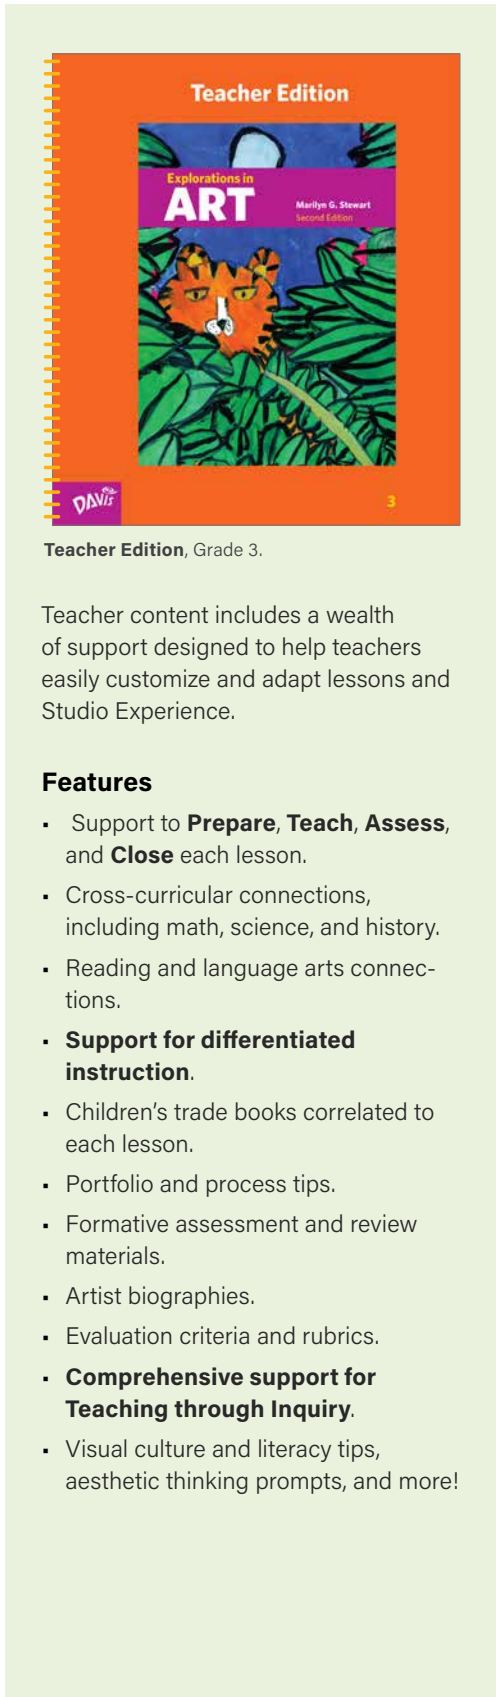 Teacher Edition
Explorations in
ART
Marilyn G. Stewart
Second Edition
DAVIS
3
Teacher Edition, Grade 3.
Teacher content includes a wealth
of support designed to help teachers
easily customize and adapt lessons and
Studio Experience.
Features
• Support to Prepare, Teach, Assess,
and Close each lesson.
• Cross-curricular connections,
including math, science, and history.
• Reading and language arts connec-
tions.
• Support for differentiated
instruction.
• Children’s trade books correlated to
each lesson.
• Portfolio and process tips.
• Formative assessment and review
materials.
• Artist biographies.
• Evaluation criteria and rubrics.
• Comprehensive support for
Teaching through Inquiry.
• Visual culture and literacy tips,
aesthetic thinking prompts, and more!